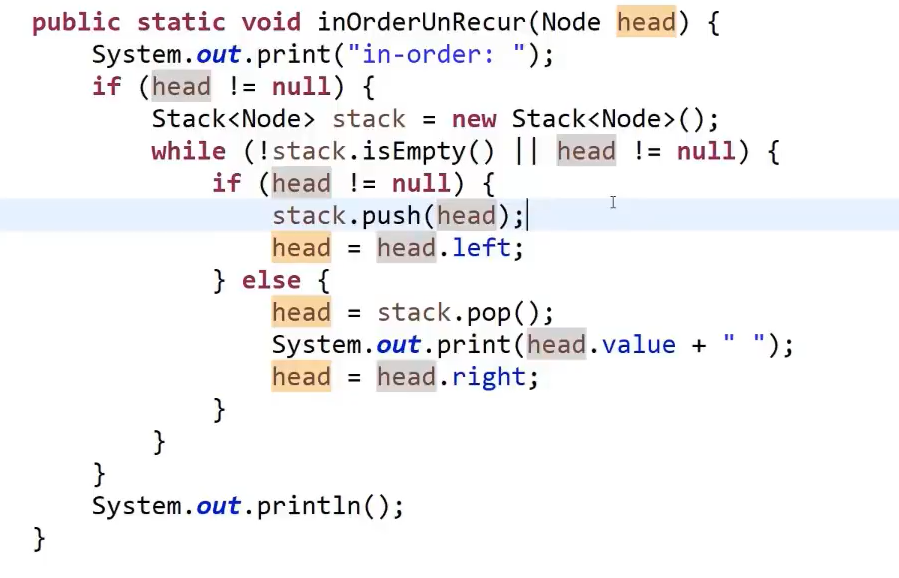 public static void inOrderUnRecur(Node head) {
    System.out.print("in-order: ");
    if (head != null) {
        Stack<Node> stack = new Stack<Node>();
        while (!stack.isEmpty() || head != null) {
            if (head != null) {
                stack.push(head);
                head = head.left;
            } else {
                head = stack.pop();
                System.out.print(head.value + " ");
                head = head.right;
            }
        }
    }
    System.out.println();
}